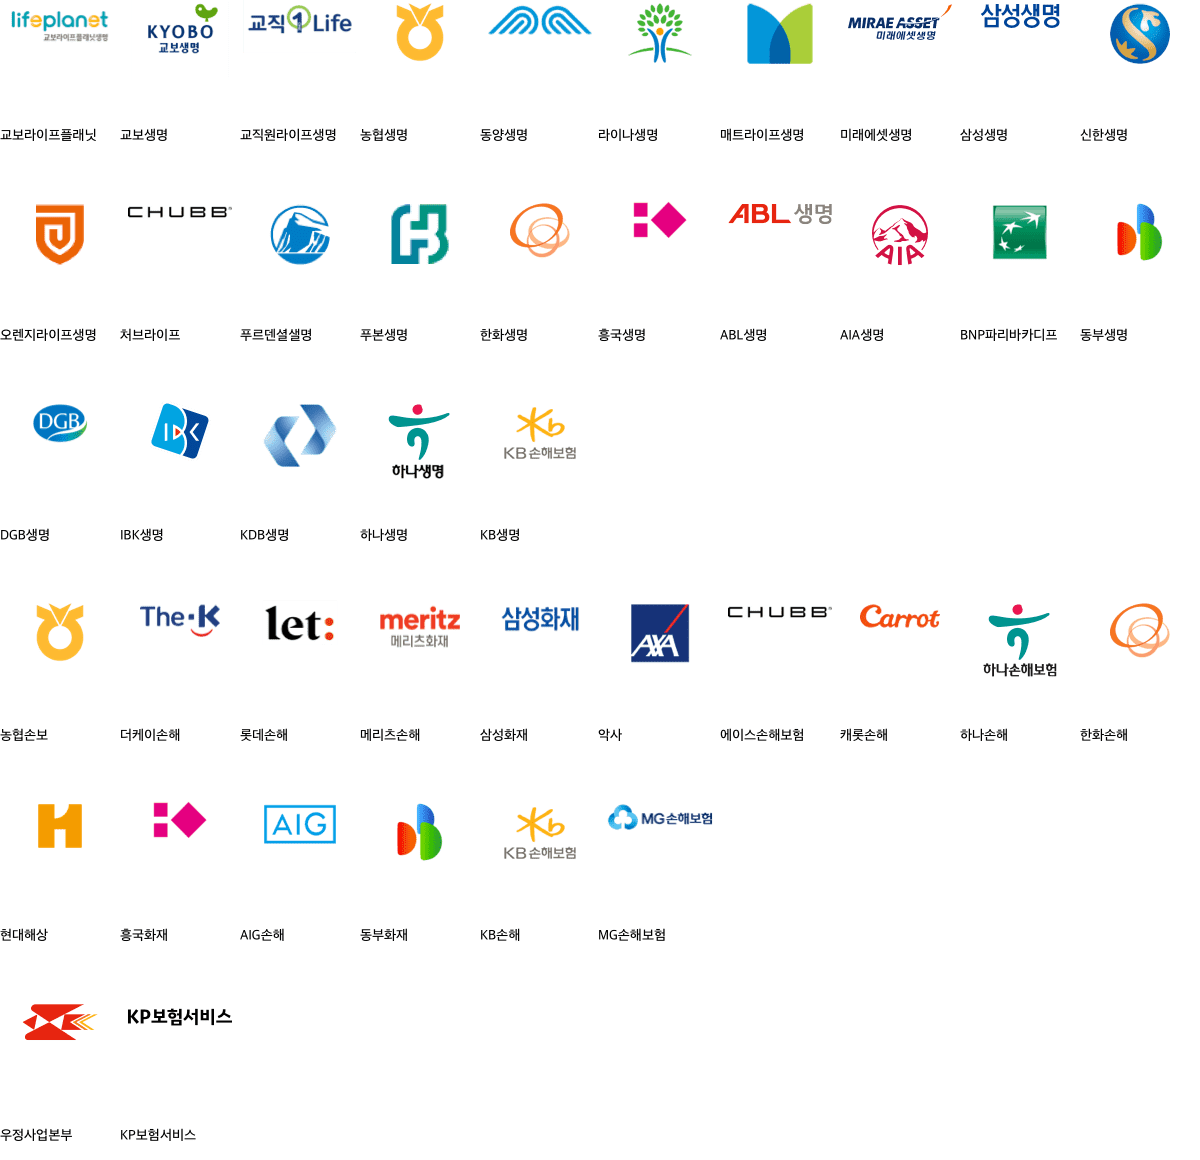 lifeplanet
교보라이프플래닛생명
KYOBO
교보생명
교직1Life
MIRAE ASSET
미래에셋생명
삼성생명
교보라이프플래닛
교보생명
교직원라이프생명
농협생명
동양생명
라이나생명
매트라이프생명
미래에셋생명
삼성생명
신한생명
CHUBB
ABL생명
AIA
오렌지라이프생명
처브라이프
푸르덴셜샐명
푸본생명
한화생명
흥국생명
ABL생명
AIA생명
BNP파리바카디프
동부생명
DGB
IBK
하나생명
Kb
KB손해보험
DGB생명
IBK생명
KDB생명
하나생명
KB생명
The·K
let:
meritz
메리츠화재
삼성화재
AXA
CHUBB
Carrot
하나손해보험
농협손보
더케이손해
롯데손해
메리츠손해
삼성화재
악사
에이스손해보험
캐롯손해
하나손해
한화손해
H
AIG
Kb
KB손해보험
MG손해보험
현대해상
흥국화재
AIG손해
동부화재
KB손해
MG손해보험
KP보험서비스
우정사업본부
KP보험서비스